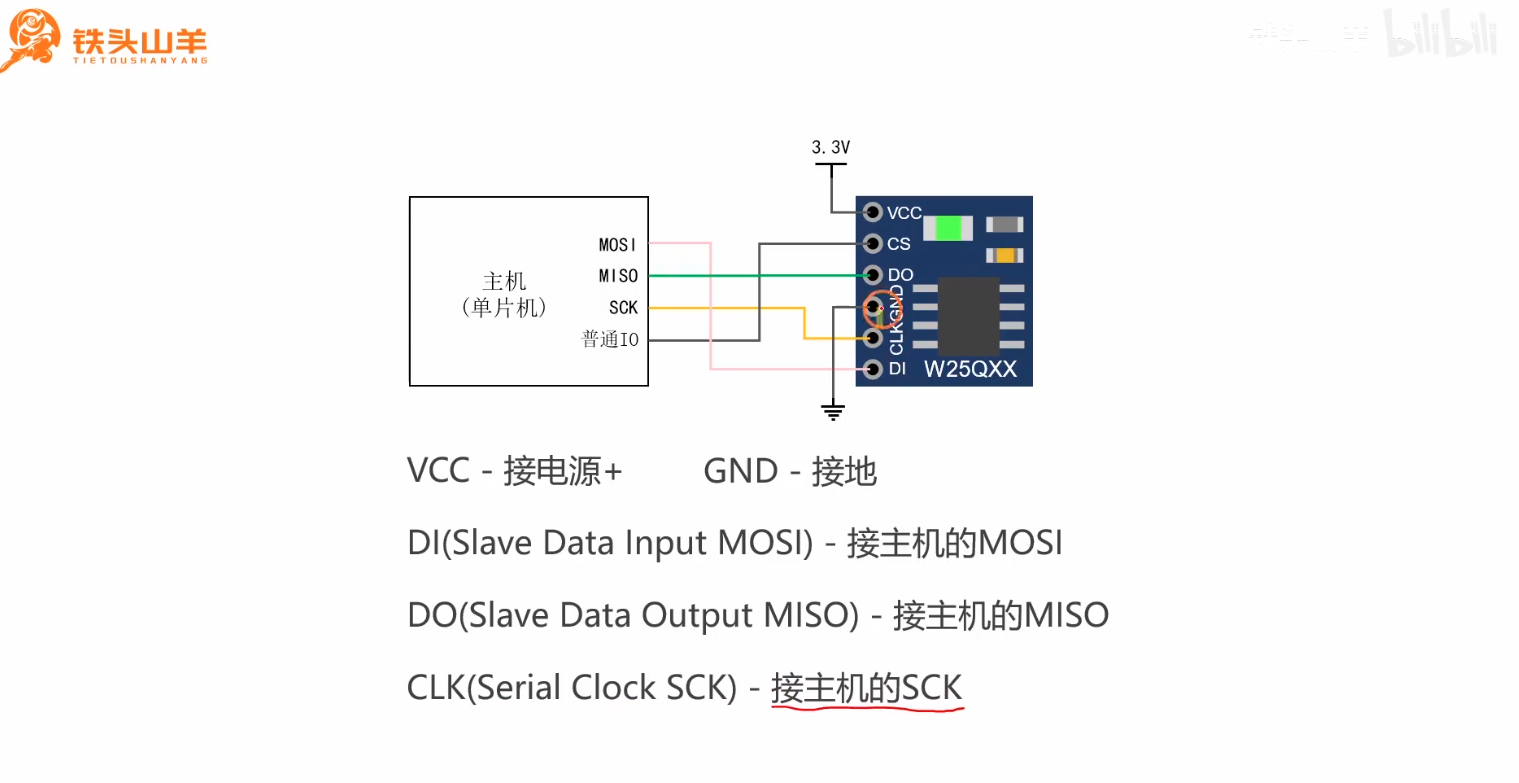 铁头山羊
TIETOUSHANYANG
bilibili
3.3V
主机
(单片机)
MOSI
MISO
SCK
普通IO
VCC
CS
DO
GND
CLK
DI
W25QXX
VCC - 接电源+ GND - 接地
DI(Slave Data Input MOSI) - 接主机的MOSI
DO(Slave Data Output MISO) - 接主机的MISO
CLK(Serial Clock SCK) - 接主机的SCK